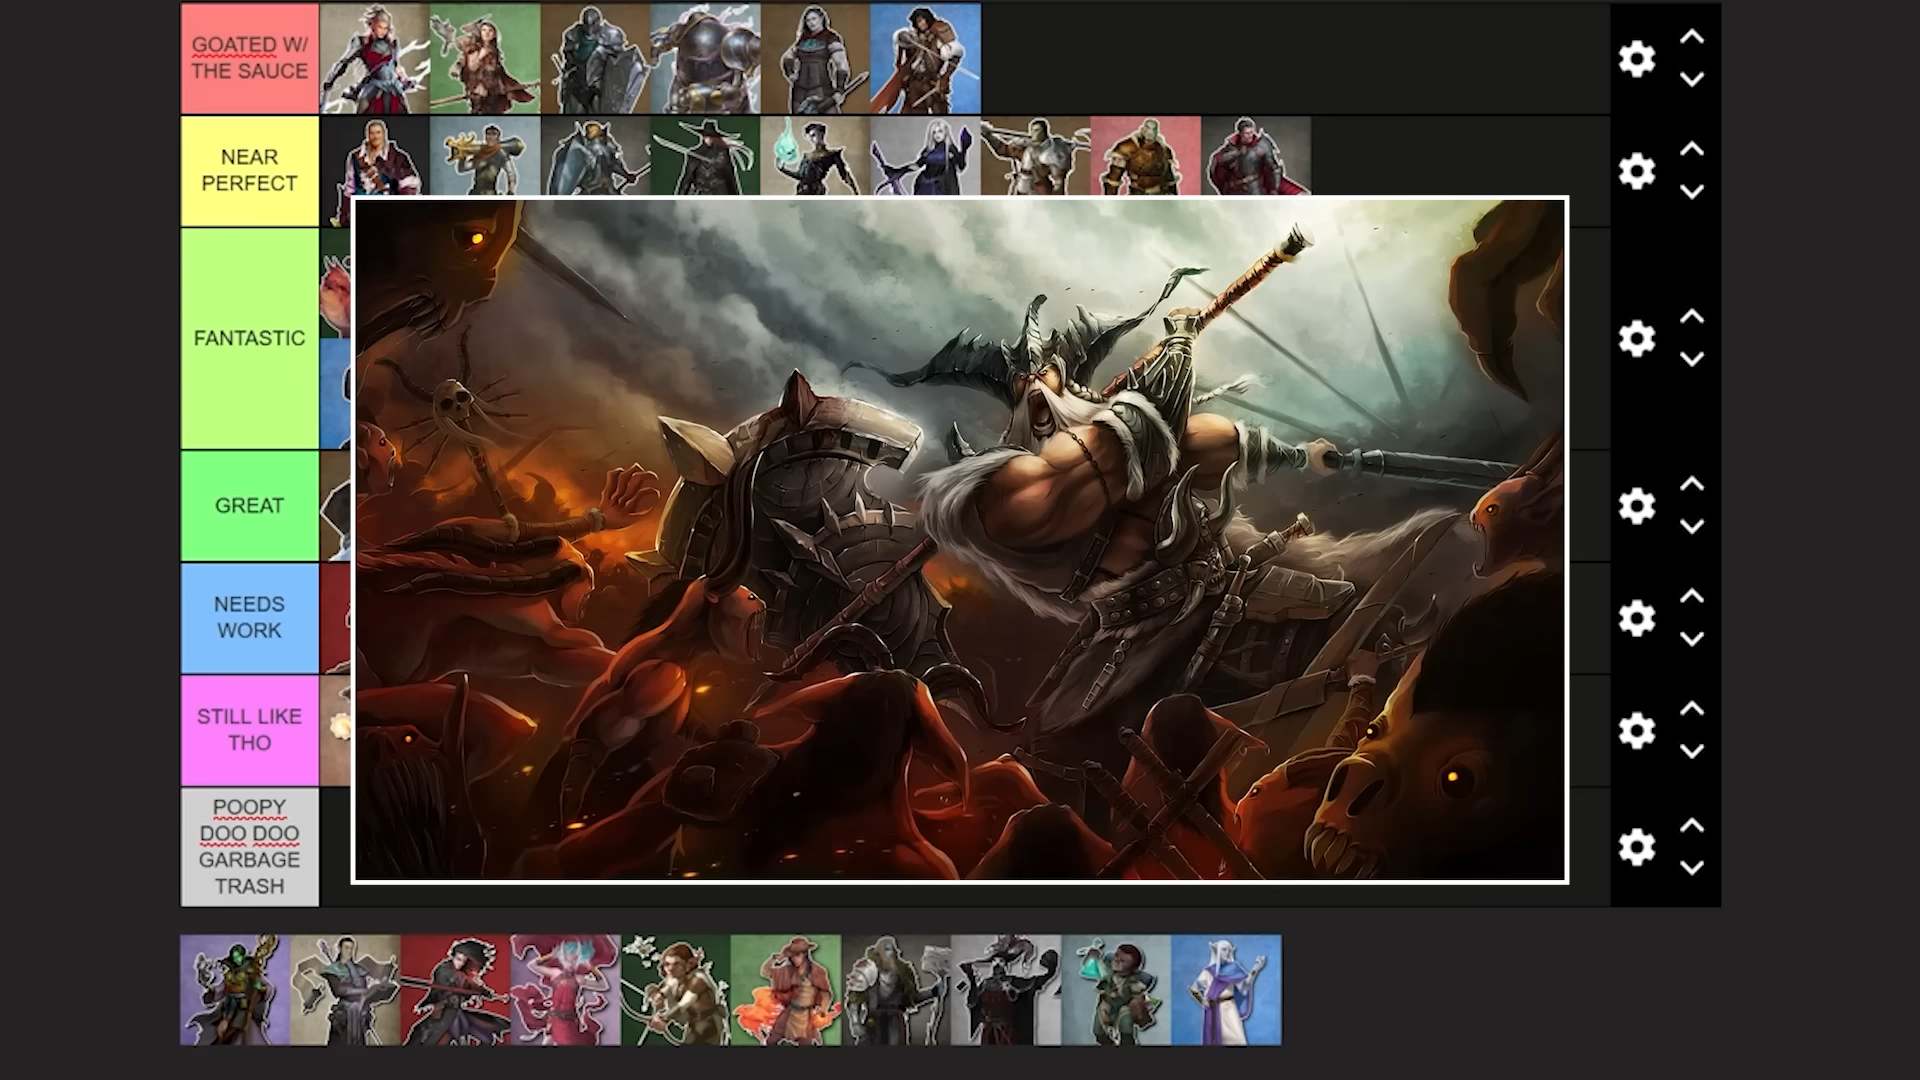 GOATED W/
THE SAUCE
NEAR
PERFECT
FANTASTIC
GREAT
NEEDS
WORK
STILL LIKE
THO
POOPY
DOO DOO
GARBAGE
TRASH